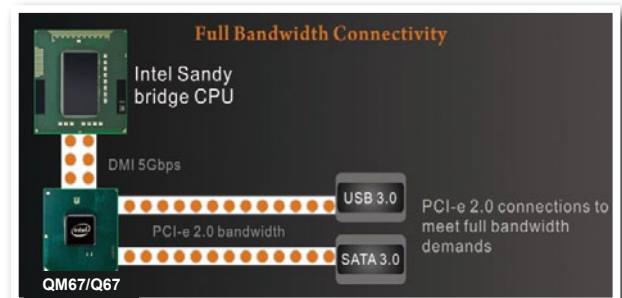 Full Bandwidth Connectivity
Intel Sandy
bridge CPU
DMI 5Gbps
USB 3.0
PCI-e 2.0 connections to
meet full bandwidth
demands
PCI-e 2.0 bandwidth
SATA 3.0
intel
QM67/Q67